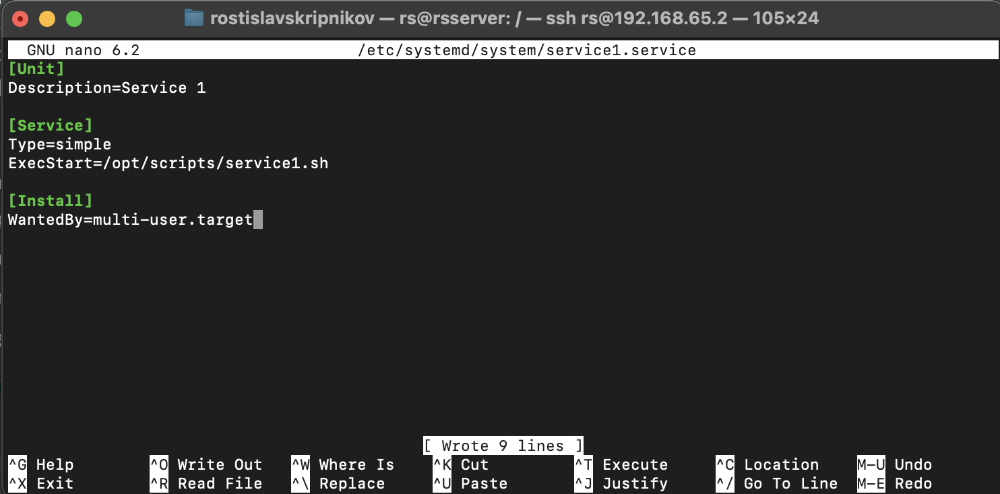 rostislavskripnikov — rs@rsserver: / — ssh rs@192.168.65.2 — 105×24
GNU nano 6.2 /etc/systemd/system/service1.service
[Unit]
Description=Service 1
[Service]
Type=simple
ExecStart=/opt/scripts/service1.sh
[Install]
WantedBy=multi-user.target
[ Wrote 9 lines ]
^G Help ^O Write Out ^W Where Is ^K Cut ^T Execute ^C Location M-U Undo
^X Exit ^R Read File ^\ Replace ^U Paste ^J Justify ^/ Go To Line M-E Redo